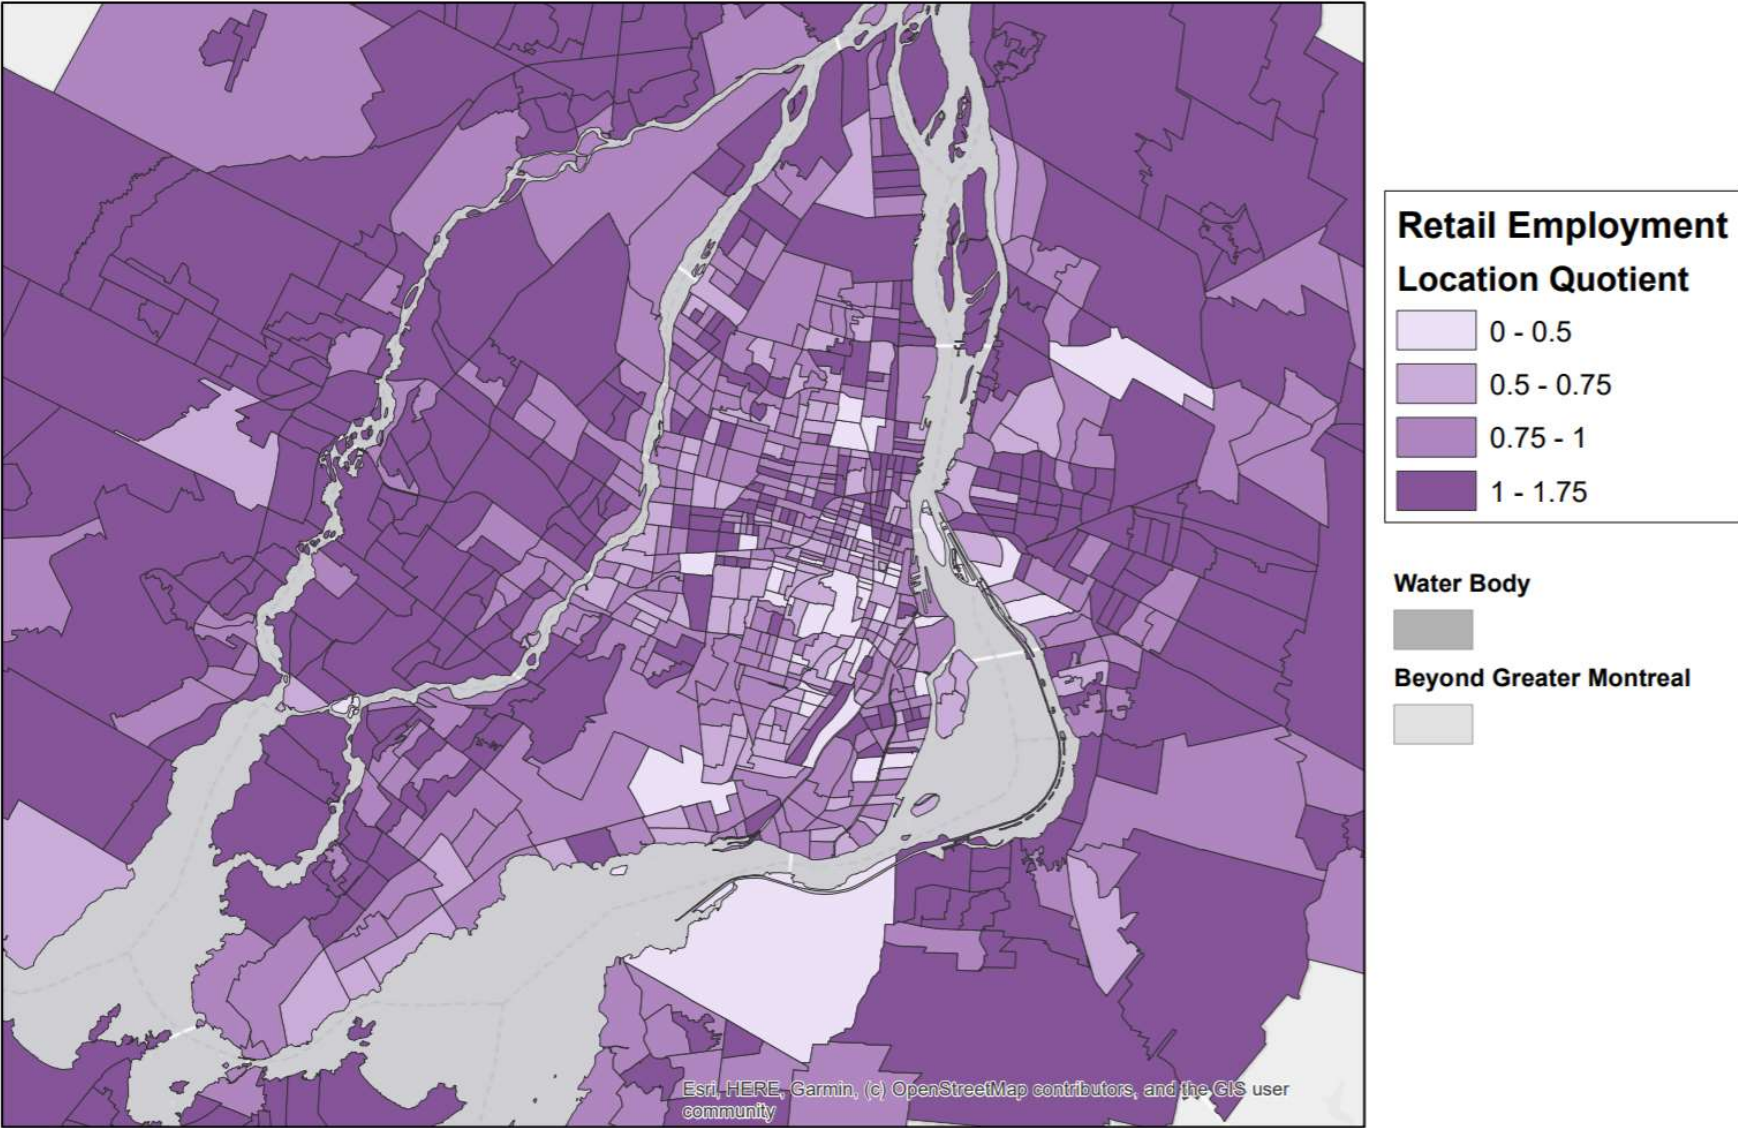 Retail Employment
Location Quotient
0 - 0.5
0.5 - 0.75
0.75 - 1
1 - 1.75
Water Body
Beyond Greater Montreal
Esri, HERE, Garmin, (c) OpenStreetMap contributors, and the GIS user
community